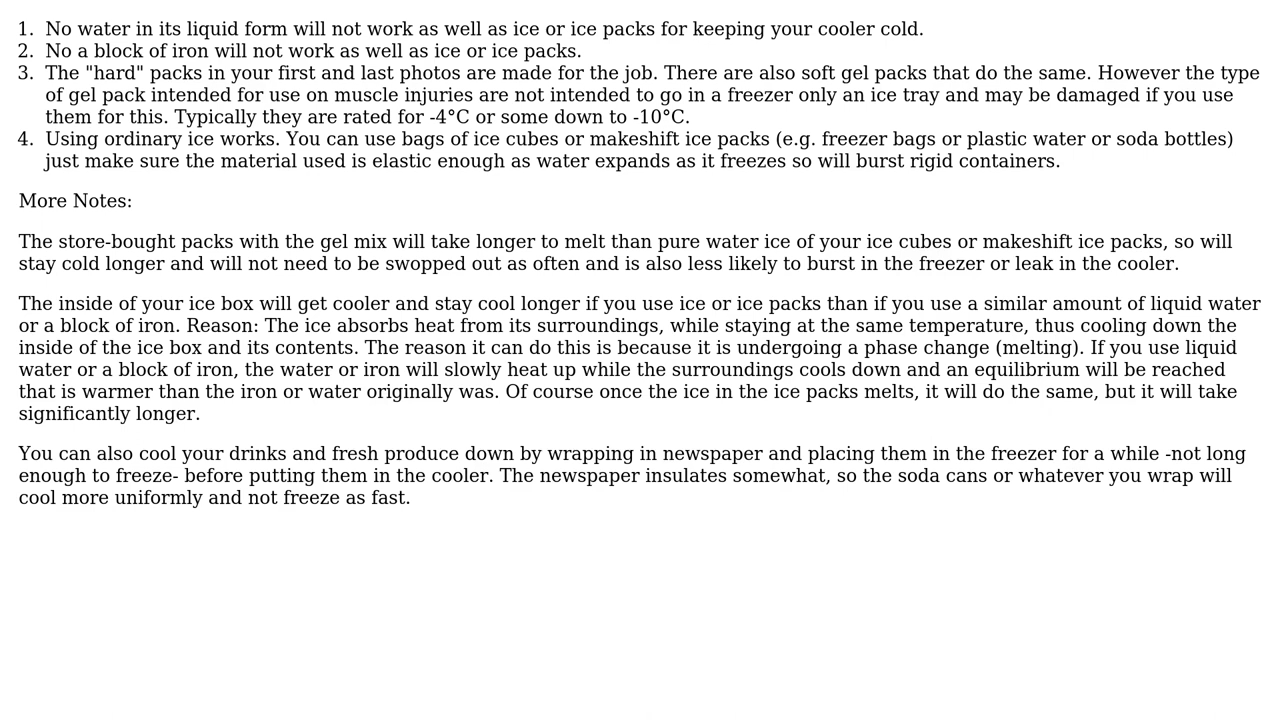 1. No water in its liquid form will not work as well as ice or ice packs for keeping your cooler cold.
2. No a block of iron will not work as well as ice or ice packs.
3. The "hard" packs in your first and last photos are made for the job. There are also soft gel packs that do the same. However the type
of gel pack intended for use on muscle injuries are not intended to go in a freezer only an ice tray and may be damaged if you use
them for this. Typically they are rated for -4°C or some down to -10°C.
4. Using ordinary ice works. You can use bags of ice cubes or makeshift ice packs (e.g. freezer bags or plastic water or soda bottles)
just make sure the material used is elastic enough as water expands as it freezes so will burst rigid containers.
More Notes:
The store-bought packs with the gel mix will take longer to melt than pure water ice of your ice cubes or makeshift ice packs, so will
stay cold longer and will not need to be swopped out as often and is also less likely to burst in the freezer or leak in the cooler.
The inside of your ice box will get cooler and stay cool longer if you use ice or ice packs than if you use a similar amount of liquid water
or a block of iron. Reason: The ice absorbs heat from its surroundings, while staying at the same temperature, thus cooling down the
inside of the ice box and its contents. The reason it can do this is because it is undergoing a phase change (melting). If you use liquid
water or a block of iron, the water or iron will slowly heat up while the surroundings cools down and an equilibrium will be reached
that is warmer than the iron or water originally was. Of course once the ice in the ice packs melts, it will do the same, but it will take
significantly longer.
You can also cool your drinks and fresh produce down by wrapping in newspaper and placing them in the freezer for a while -not long
enough to freeze- before putting them in the cooler. The newspaper insulates somewhat, so the soda cans or whatever you wrap will
cool more uniformly and not freeze as fast.